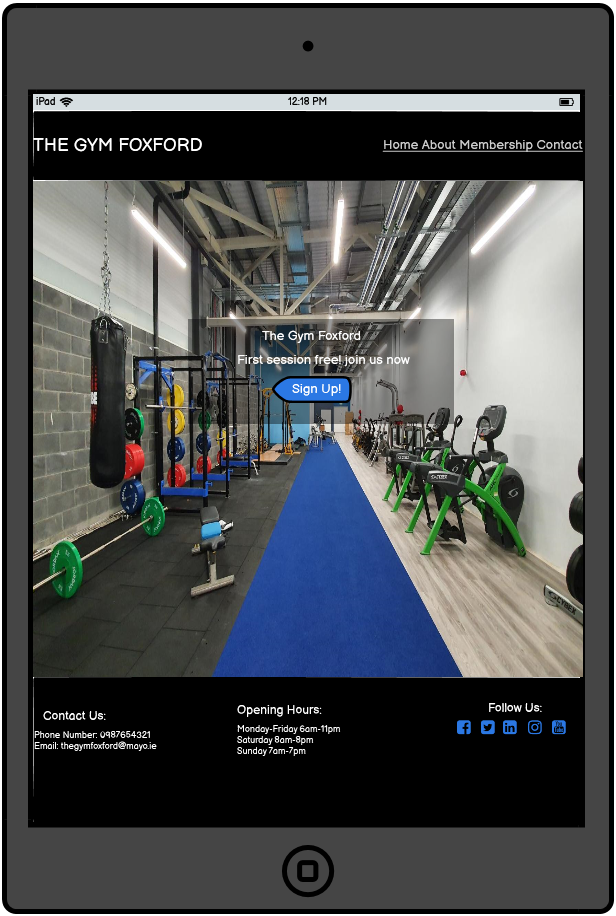 iPad 12:18 PM
THE GYM FOXFORD
Home About Membership Contact
The Gym Foxford
First session free! join us now
Sign Up!
Contact Us:
Phone Number: 0987654321
Email: thegymfoxford@mayo.ie
Opening Hours:
Monday-Friday 6am-11pm
Saturday 8am-8pm
Sunday 7am-7pm
Follow Us: